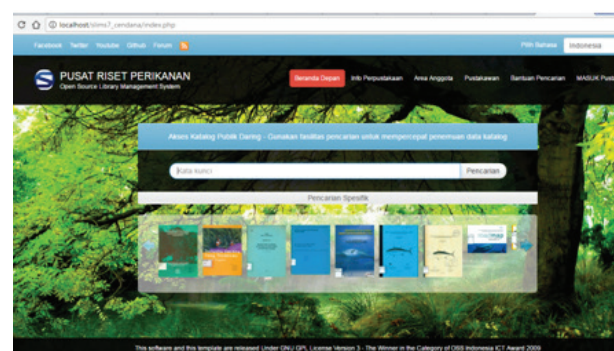 localhost/slims7_cendana/index.php
Facebook Twitter Youtube Github Forum
Pilih Bahasa Indonesia
PUSAT RISET PERIKANAN
Open Source Library Management System
Beranda Depan Info Perpustakaan Area Anggota Pustakawan Bantuan Pencarian MASUK Pust
Akses Katalog Publik Daring - Gunakan fasilitas pencarian untuk mempercepat penemuan data katalog
Kata kunci Pencarian
Pencarian Spesifik
This software and this template are released Under GNU GPL License Version 3 - The Winner in the Category of OSS Indonesia ICT Award 2009